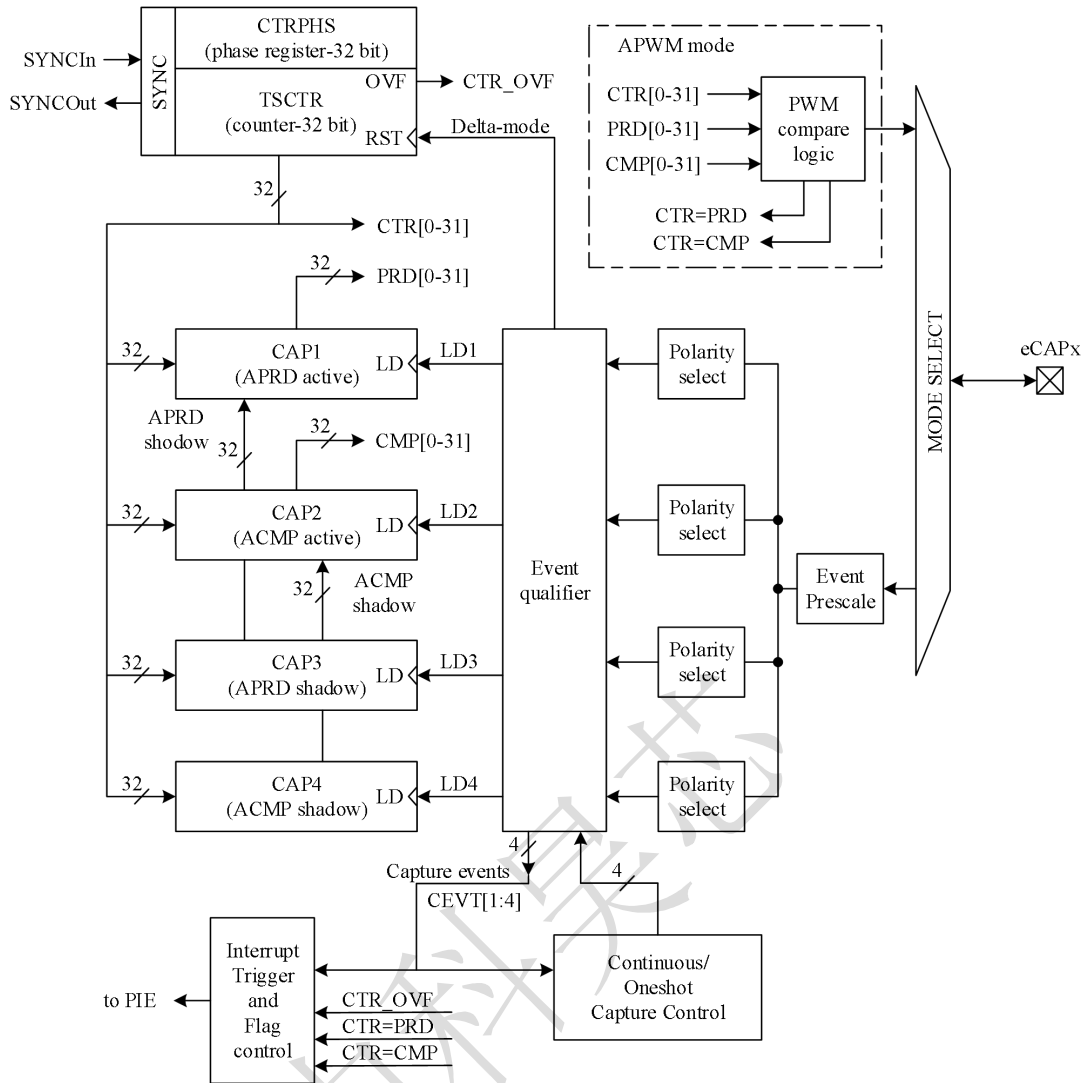 CTRPHS
(phase register-32 bit)
SYNC
SYNCIn
SYNCOut
OVF
CTR_OVF
TSCTR
(counter-32 bit)
RST
Delta-mode
APWM mode
CTR[0-31]
PRD[0-31]
CMP[0-31]
PWM
compare
logic
CTR=PRD
CTR=CMP
32
CTR[0-31]
32
PRD[0-31]
32
CAP1
(APRD active)
LD
LD1
Polarity
select
MODE SELECT
eCAPx
APRD
shodow
32
32
CMP[0-31]
32
CAP2
(ACMP active)
LD
LD2
Polarity
select
32
ACMP
shadow
Event
qualifier
Event
Prescale
32
CAP3
(APRD shadow)
LD
LD3
Polarity
select
32
CAP4
(ACMP shadow)
LD
LD4
Polarity
select
4
Capture events
CEVT[1:4]
4
Interrupt
Trigger
and
Flag
control
to PIE
CTR_OVF
CTR=PRD
CTR=CMP
Continuous/
Oneshot
Capture Control
科昊芯